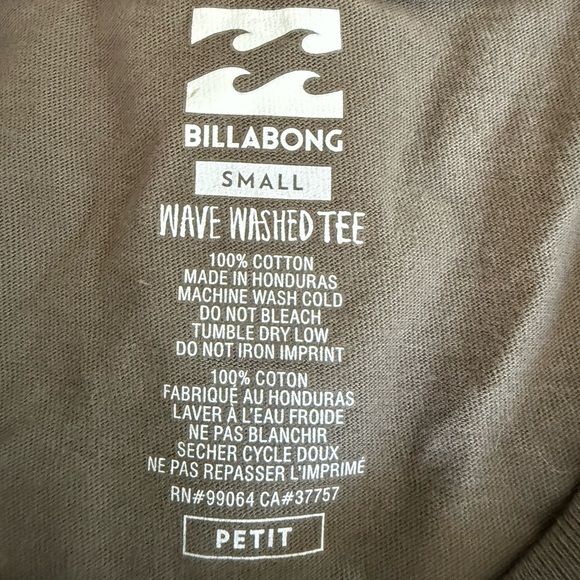 BILLABONG
SMALL
WAVE WASHED TEE
100% COTTON
MADE IN HONDURAS
MACHINE WASH COLD
DO NOT BLEACH
TUMBLE DRY LOW
DO NOT IRON IMPRINT
100% COTON
FABRIQUÉ AU HONDURAS
LAVER À L'EAU FROIDE
NE PAS BLANCHIR
SECHER CYCLE DOUX
NE PAS REPASSER L'IMPRIMÉ
RN#99064 CA#37757
PETIT